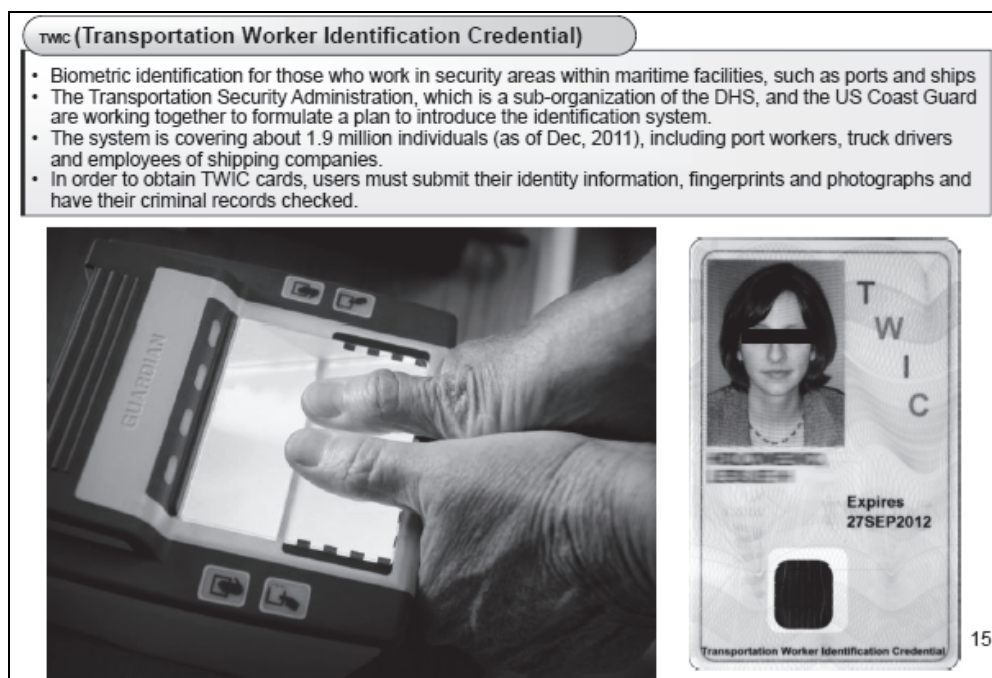 TWIC (Transportation Worker Identification Credential)
• Biometric identification for those who work in security areas within maritime facilities, such as ports and ships
• The Transportation Security Administration, which is a sub-organization of the DHS, and the US Coast Guard
are working together to formulate a plan to introduce the identification system.
• The system is covering about 1.9 million individuals (as of Dec, 2011), including port workers, truck drivers
and employees of shipping companies.
• In order to obtain TWIC cards, users must submit their identity information, fingerprints and photographs and
have their criminal records checked.
GUARDIAN
T
W
I
C
Expires
27SEP2012
Transportation Worker Identification Credential
15